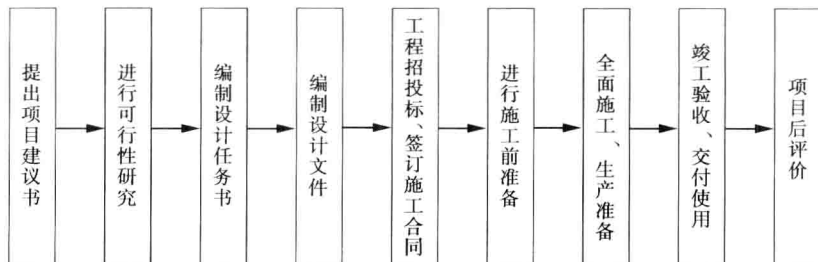 提出项目建议书
进行可行性研究
编制设计任务书
编制设计文件
工程招投标、签订施工合同
进行施工前准备
全面施工、生产准备
竣工验收、交付使用
项目后评价